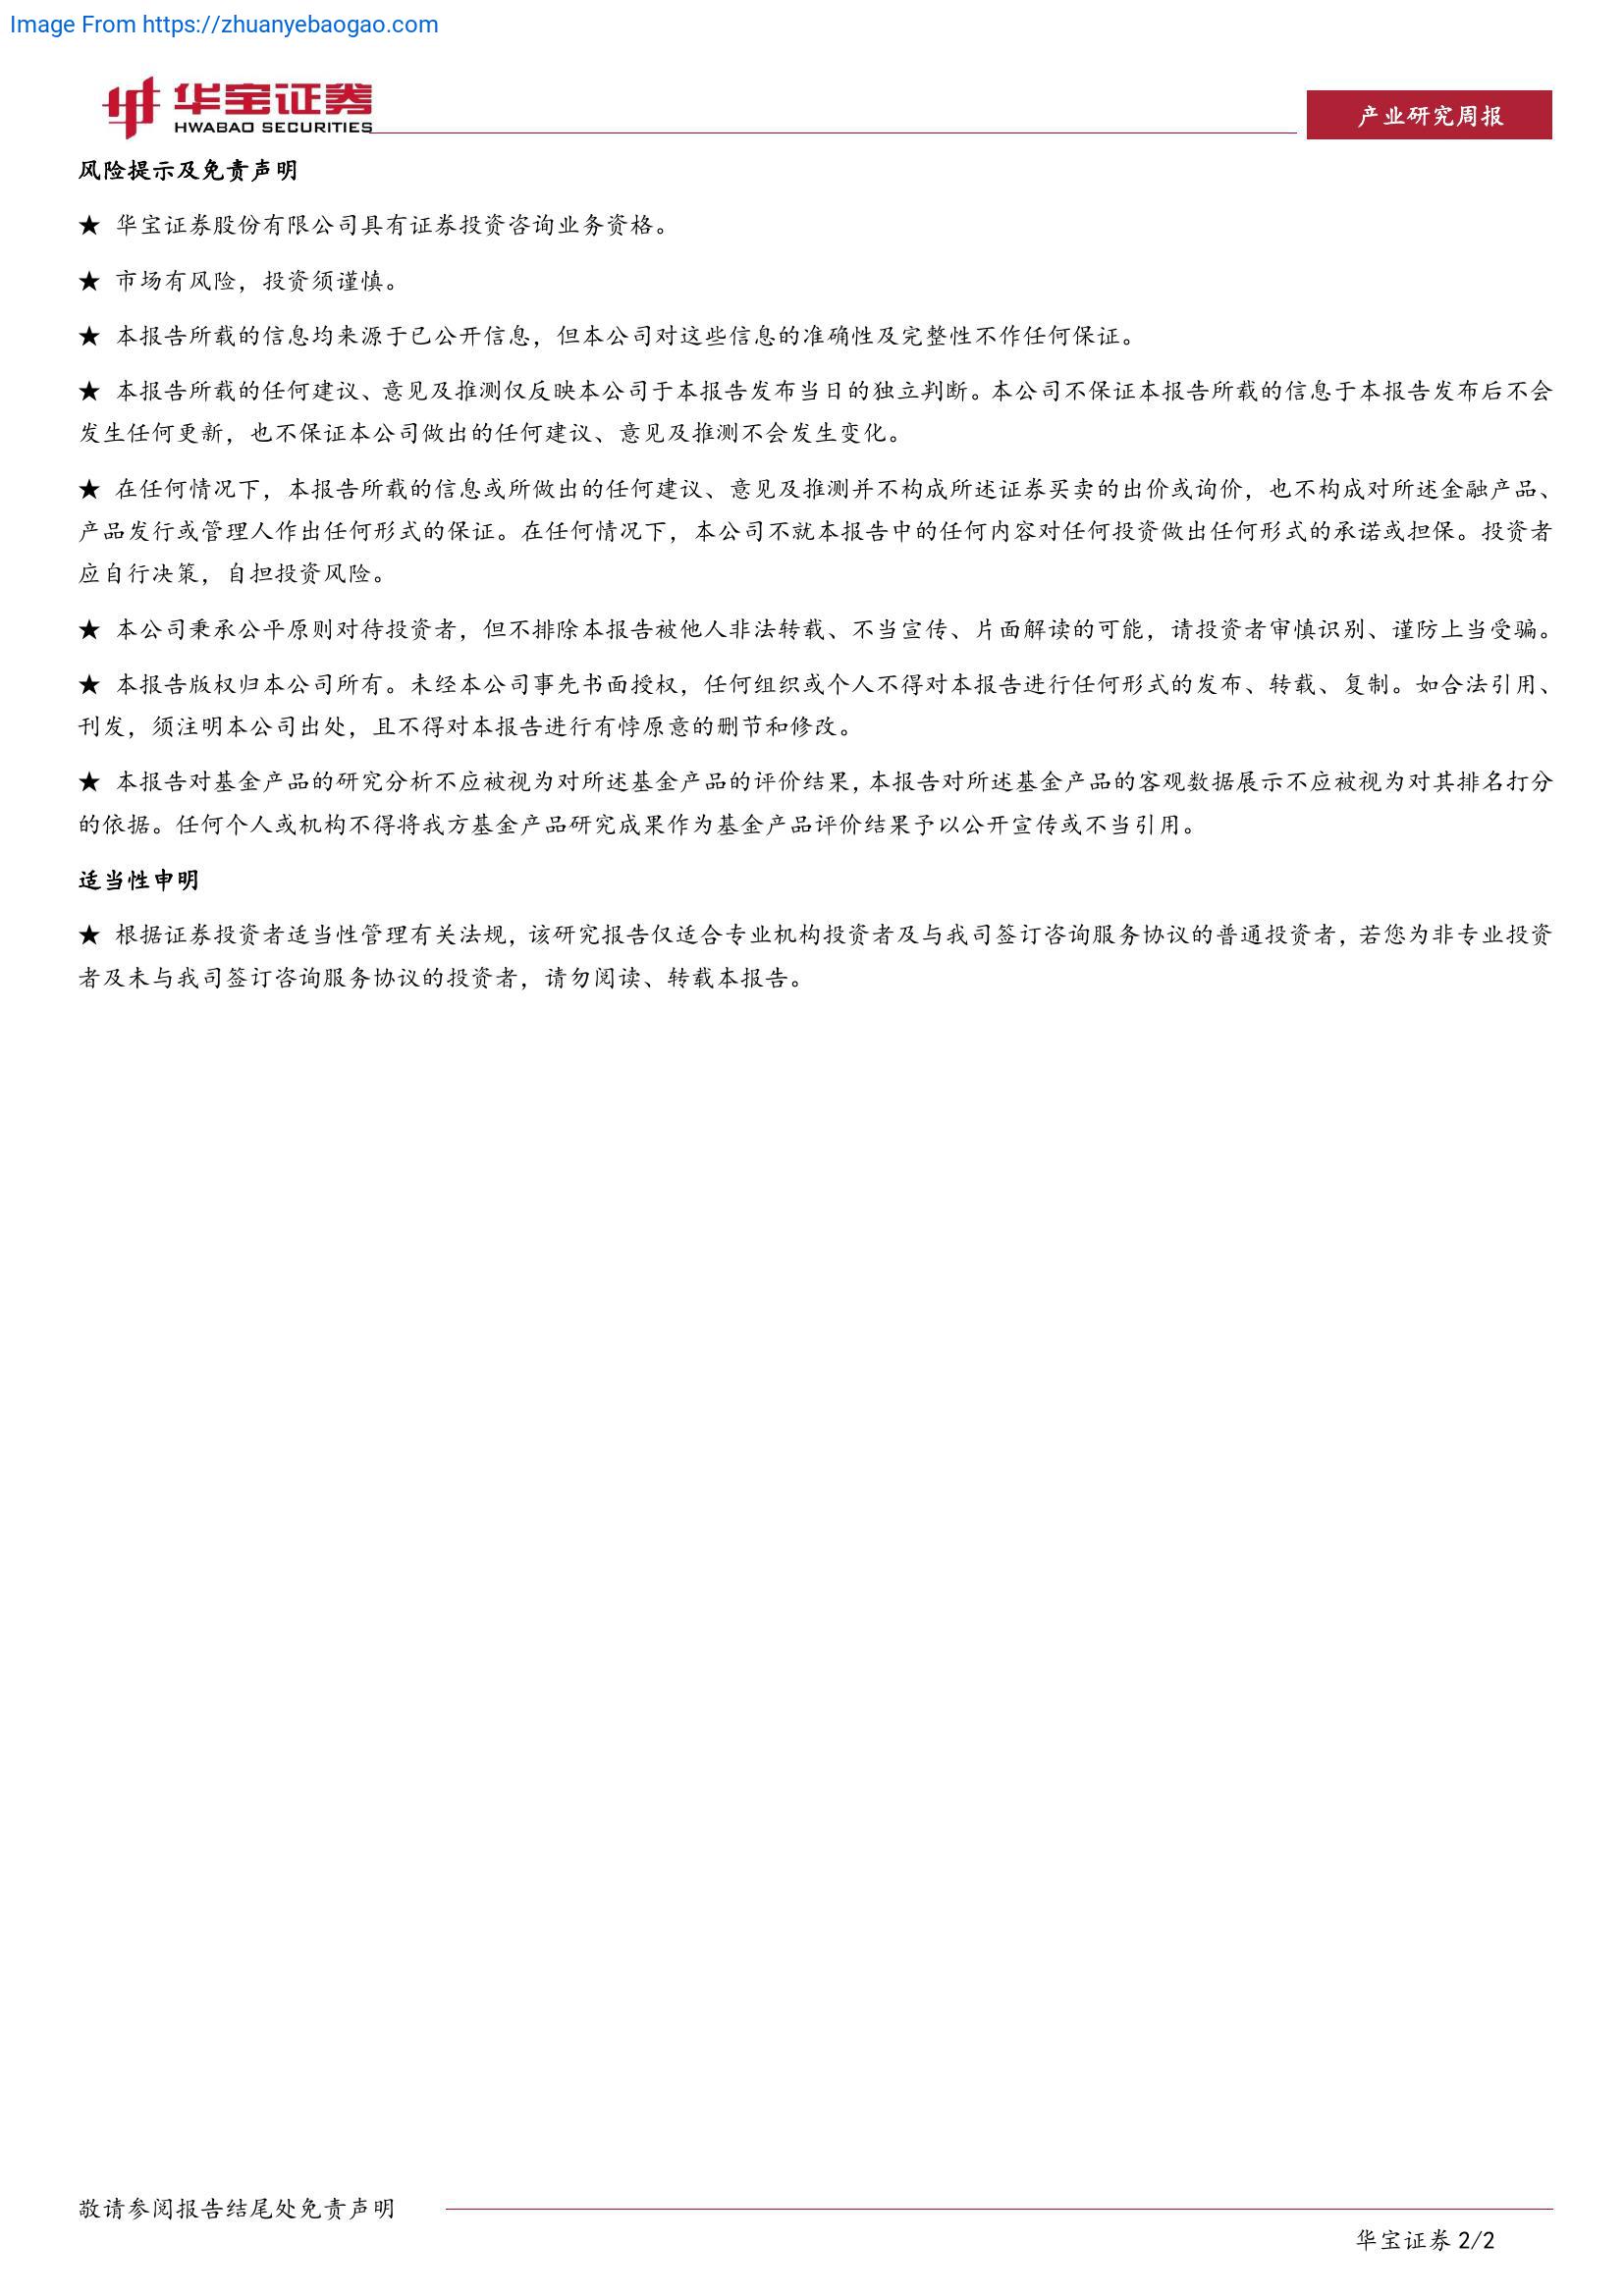 Image From https://zhuanyebaogao.com
华宝证券
HWABAO SECURITIES
产业研究周报
风险提示及免责声明
★ 华宝证券股份有限公司具有证券投资咨询业务资格。
★ 市场有风险，投资须谨慎。
★ 本报告所载的信息均来源于已公开信息，但本公司对这些信息的准确性及完整性不作任何保证。
★ 本报告所载的任何建议、意见及推测仅反映本公司于本报告发布当日的独立判断。本公司不保证本报告所载的信息于本报告发布后不会
发生任何更新，也不保证本公司做出的任何建议、意见及推测不会发生变化。
★ 在任何情况下，本报告所载的信息或所做出的任何建议、意见及推测并不构成所述证券买卖的出价或询价，也不构成对所述金融产品、
产品发行或管理人作出任何形式的保证。在任何情况下，本公司不就本报告中的任何内容对任何投资做出任何形式的承诺或担保。投资者
应自行决策，自担投资风险。
★ 本公司秉承公平原则对待投资者，但不排除本报告被他人非法转载、不当宣传、片面解读的可能，请投资者审慎识别、谨防上当受骗。
★ 本报告版权归本公司所有。未经本公司事先书面授权，任何组织或个人不得对本报告进行任何形式的发布、转载、复制。如合法引用、
刊发，须注明本公司出处，且不得对本报告进行有悖原意的删节和修改。
★ 本报告对基金产品的研究分析不应被视为对所述基金产品的评价结果，本报告对所述基金产品的客观数据展示不应被视为对其排名打分
的依据。任何个人或机构不得将我方基金产品研究成果作为基金产品评价结果予以公开宣传或不当引用。
适当性申明
★ 根据证券投资者适当性管理有关法规，该研究报告仅适合专业机构投资者及与我司签订咨询服务协议的普通投资者，若您为非专业投资
者及未与我司签订咨询服务协议的投资者，请勿阅读、转载本报告。
敬请参阅报告结尾处免责声明
华宝证券 2/2